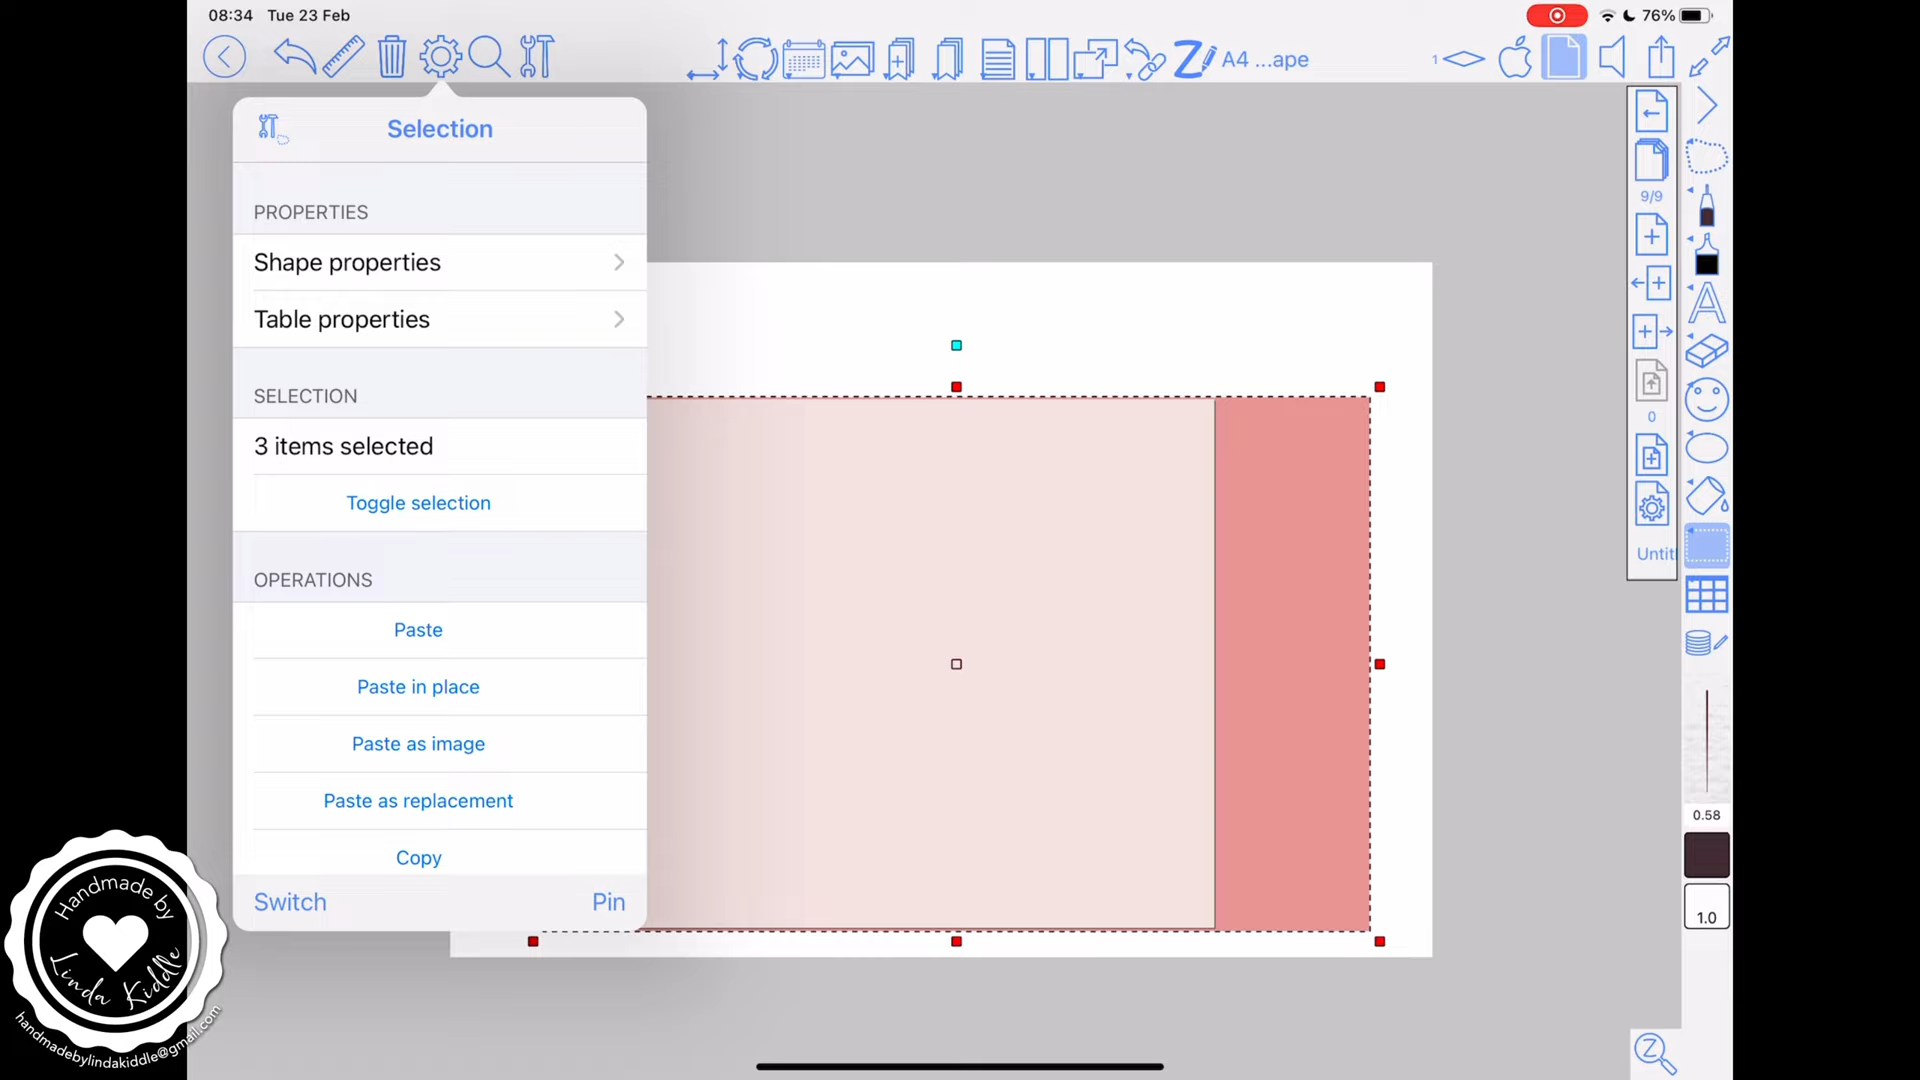 08:34 Tue 23 Feb
76%
A4 ...ape
1
Selection
PROPERTIES
Shape properties
Table properties
SELECTION
3 items selected
Toggle selection
OPERATIONS
Paste
Paste in place
Paste as image
Paste as replacement
Copy
Switch
Pin
9/9
0
Untitl
A
0.58
1.0
Z
Handmade by
Linda Kiddle
handmadebylindakiddle@gmail.com